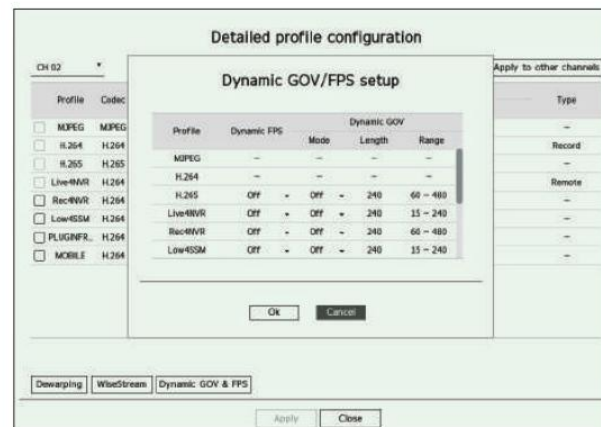 Detailed profile configuration
CH 02
Apply to other channels
Dynamic GOV/FPS setup
Profile Codec Type
Profile Dynamic FPS Dynamic GOV
Mode Length Range
MJPEG MJPEG –
H.264 H.264 Record
H.265 H.265 –
Live4NVR H.264 Remote
Rec4NVR H.264 –
Low4SSM H.264 –
PLUGINFR... H.264 –
MOBILE H.264 –
MJPEG – – – –
H.264 – – – –
H.265 Off Off 240 60 ~ 480
Live4NVR Off Off 240 15 ~ 240
Rec4NVR Off Off 240 60 ~ 480
Low4SSM Off Off 240 15 ~ 240
Ok Cancel
Dewarping WiseStream Dynamic GOV & FPS
Apply Close